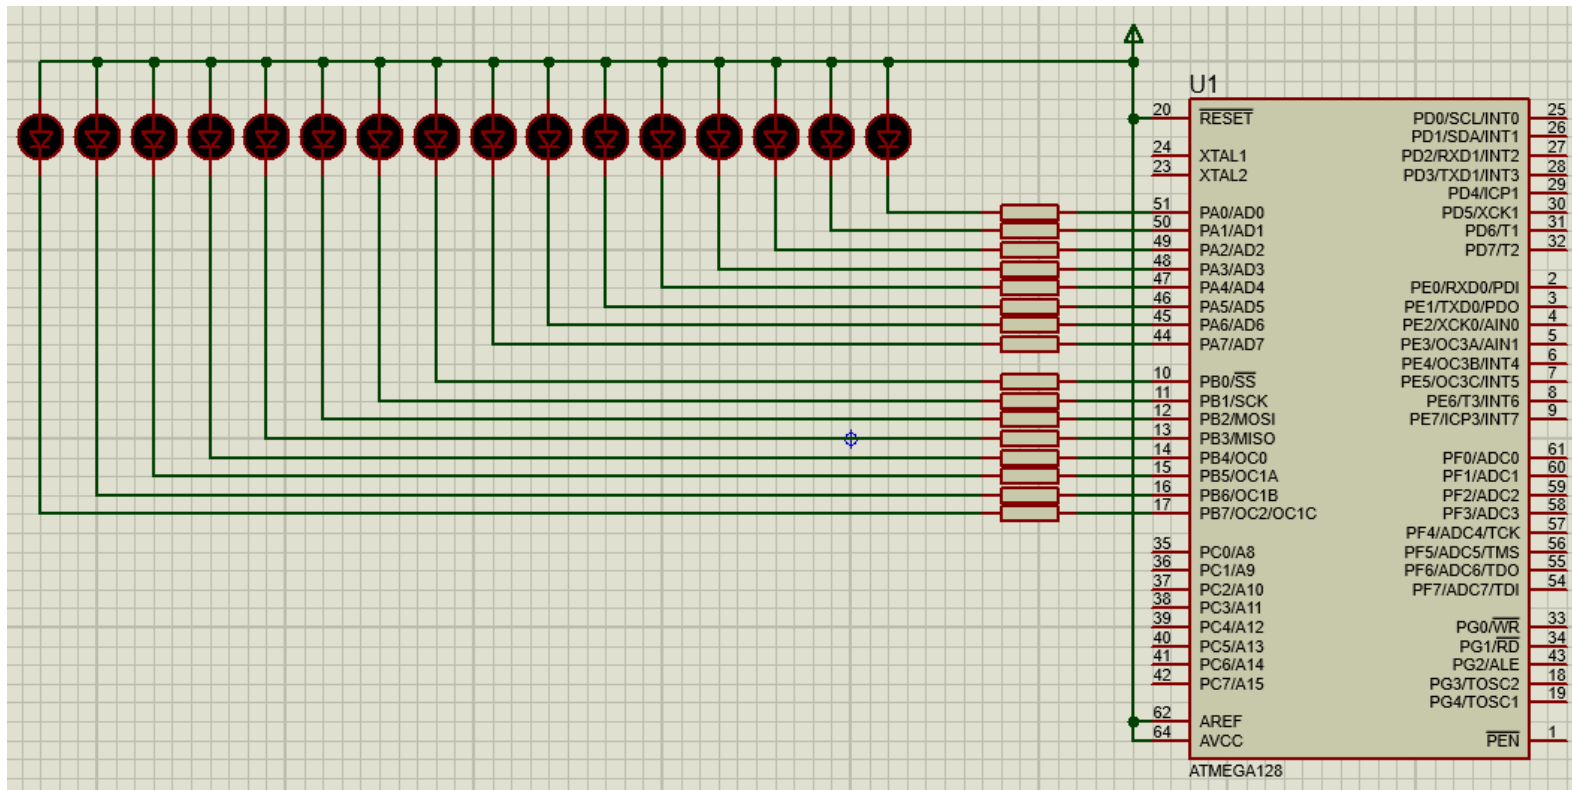 U1
20 RESET PD0/SCL/INT0 25
PD1/SDA/INT1 26
24 XTAL1 PD2/RXD1/INT2 27
23 XTAL2 PD3/TXD1/INT3 28
PD4/ICP1 29
51 PA0/AD0 PD5/XCK1 30
50 PA1/AD1 PD6/T1 31
49 PA2/AD2 PD7/T2 32
48 PA3/AD3
47 PA4/AD4 PE0/RXD0/PDI 2
46 PA5/AD5 PE1/TXD0/PDO 3
45 PA6/AD6 PE2/XCK0/AIN0 4
44 PA7/AD7 PE3/OC3A/AIN1 5
PE4/OC3B/INT4 6
10 PB0/SS PE5/OC3C/INT5 7
11 PB1/SCK PE6/T3/INT6 8
12 PB2/MOSI PE7/ICP3/INT7 9
13 PB3/MISO
14 PB4/OC0 PF0/ADC0 61
15 PB5/OC1A PF1/ADC1 60
16 PB6/OC1B PF2/ADC2 59
17 PB7/OC2/OC1C PF3/ADC3 58
PF4/ADC4/TCK 57
35 PC0/A8 PF5/ADC5/TMS 56
36 PC1/A9 PF6/ADC6/TDO 55
37 PC2/A10 PF7/ADC7/TDI 54
38 PC3/A11
39 PC4/A12 PG0/WR 33
40 PC5/A13 PG1/RD 34
41 PC6/A14 PG2/ALE 43
42 PC7/A15 PG3/TOSC2 18
PG4/TOSC1 19
62 AREF
64 AVCC PEN 1
ATMEGA128